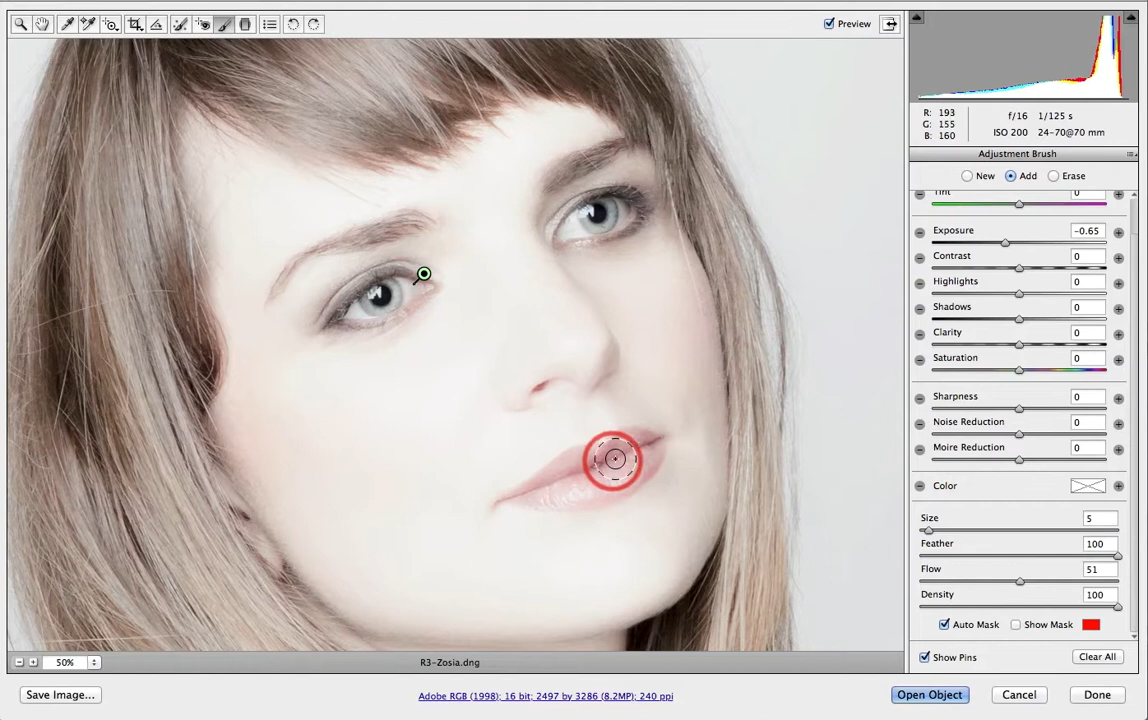 Preview
R: 193
G: 155
B: 160
f/16 1/125 s
ISO 200 24-70@70 mm
Adjustment Brush
New Add Erase
Tint 0
Exposure -0.65
Contrast 0
Highlights 0
Shadows 0
Clarity 0
Saturation 0
Sharpness 0
Noise Reduction 0
Moire Reduction 0
Color
Size 5
Feather 100
Flow 51
Density 100
Auto Mask Show Mask
Show Pins Clear All
50% R3-Zosia.dng
Save Image... Adobe RGB (1998); 16 bit; 2497 by 3286 (8.2MP); 240 ppi Open Object Cancel Done